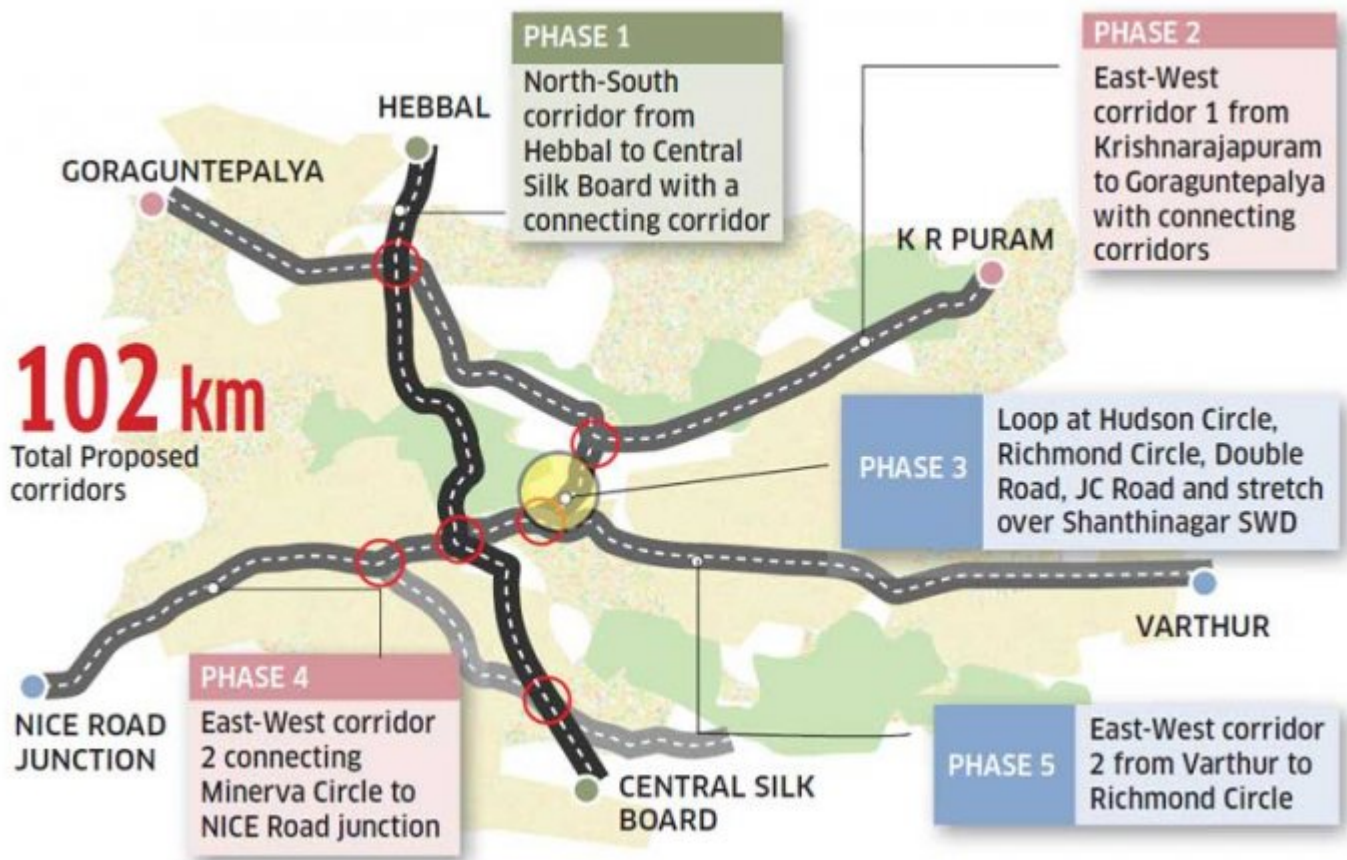 PHASE 1
North-South
corridor from
Hebbal to Central
Silk Board with a
connecting corridor
PHASE 2
East-West
corridor 1 from
Krishnarajapuram
to Goraguntepalya
with connecting
corridors
HEBBAL
GORAGUNTEPALYA
K R PURAM
102 km
Total Proposed
corridors
PHASE 3
Loop at Hudson Circle,
Richmond Circle, Double
Road, JC Road and stretch
over Shanthinagar SWD
VARTHUR
PHASE 4
East-West corridor
2 connecting
Minerva Circle to
NICE Road junction
NICE ROAD
JUNCTION
CENTRAL SILK
BOARD
PHASE 5
East-West corridor
2 from Varthur to
Richmond Circle